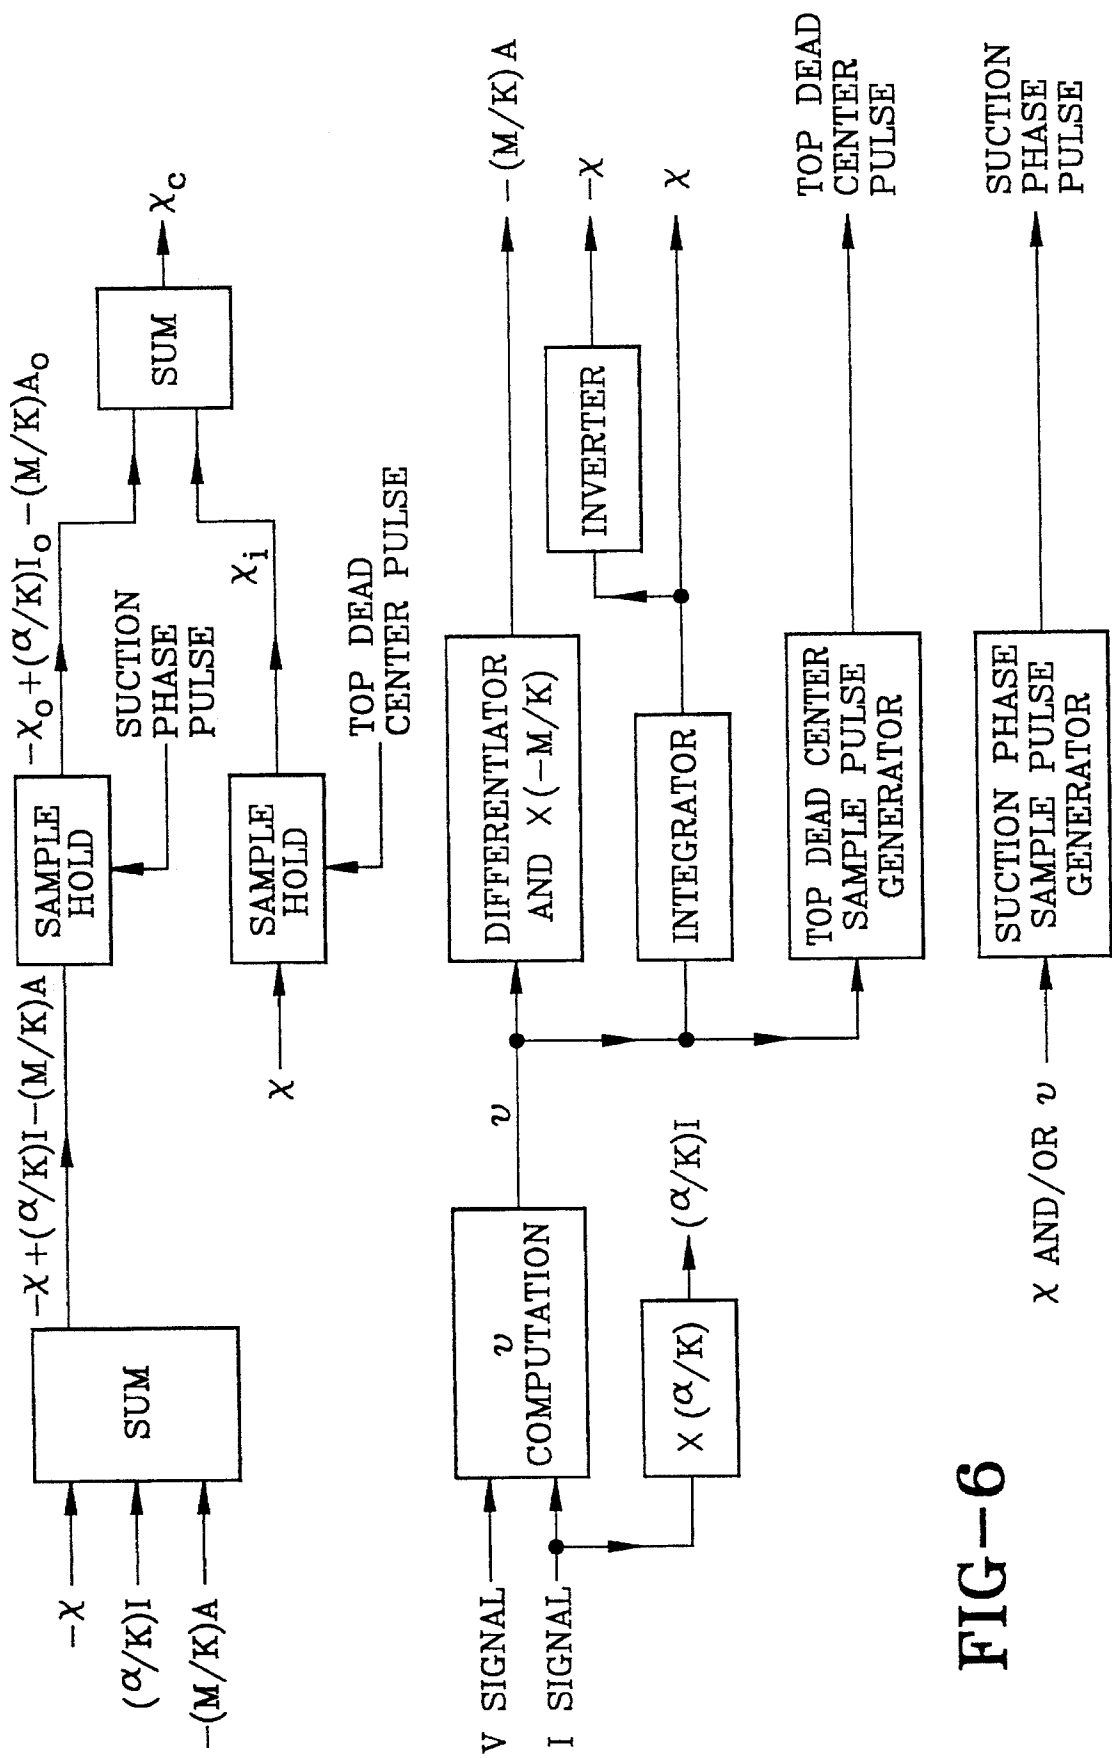 -χ
(α/K)I
-(M/K)A
SUM
-χ+(α/K)I-(M/K)A
SAMPLE
HOLD
-χo+(α/K)Io-(M/K)Ao
SUCTION
PHASE
PULSE
SUM
χc
χ
SAMPLE
HOLD
χi
TOP DEAD
CENTER PULSE
V SIGNAL
I SIGNAL
υ
COMPUTATION
υ
X(α/K)
(α/K)I
DIFFERENTIATOR
AND X(-M/K)
-(M/K)A
INTEGRATOR
INVERTER
-χ
χ
TOP DEAD CENTER
SAMPLE PULSE
GENERATOR
TOP DEAD
CENTER
PULSE
χ AND/OR υ
SUCTION PHASE
SAMPLE PULSE
GENERATOR
SUCTION
PHASE
PULSE
FIG-6